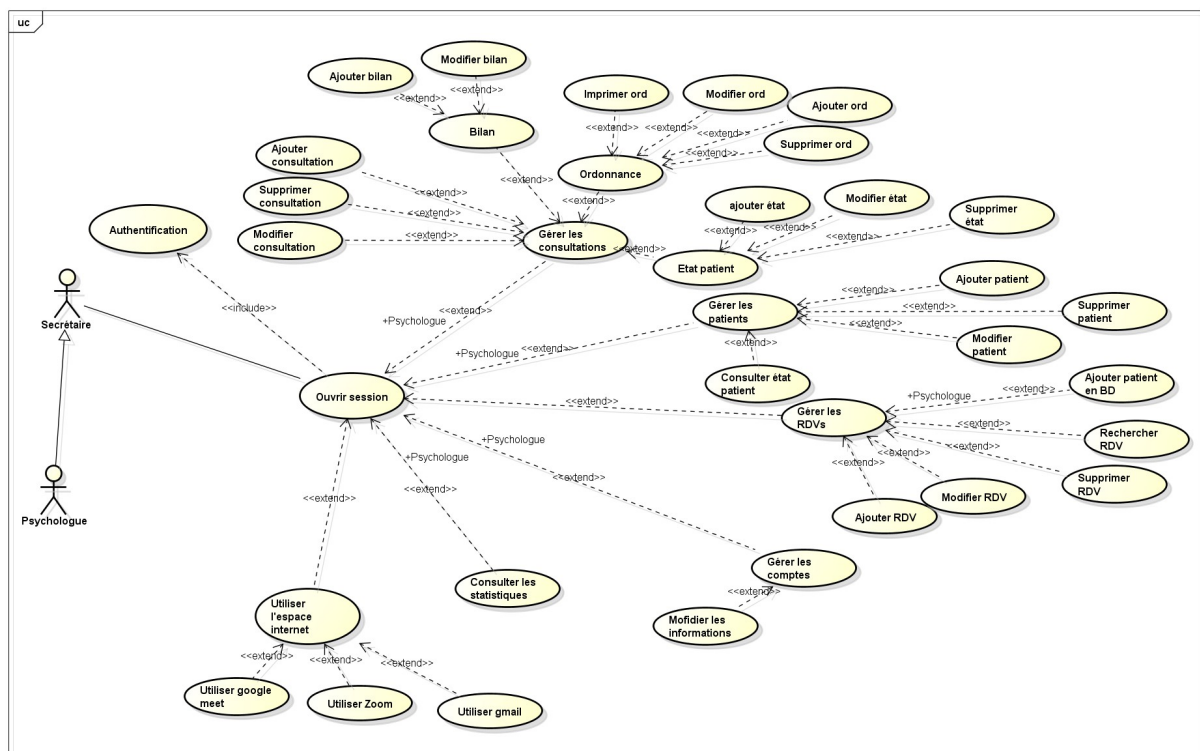 uc
Modifier bilan
Ajouter bilan
<<extend>>
<<extend>>
Bilan
Imprimer ord
Modifier ord
Ajouter ord
Supprimer ord
<<extend>>
<<extend>>
<<extend>>
<<extend>>
Ordonnance
Ajouter
consultation
Supprimer
consultation
Modifier
consultation
<<extend>>
<<extend>>
<<extend>>
<<extend>>
<<extend>>
Gérer les
consultations
Authentification
ajouter état
Modifier état
Supprimer
état
<<extend>>
<<extend>>
<<extend>>
<<extend>>
Etat patient
Secrétaire
<<include>>
<<extend>>
+Psychologue
Gérer les
patients
Ajouter patient
Supprimer
patient
Modifier
patient
<<extend>>
<<extend>>
<<extend>>
<<extend>>
Consulter état
patient
<<extend>>
+Psychologue
Ouvrir session
<<extend>>
Gérer les
RDVs
+Psychologue
<<extend>>
Ajouter patient
en BD
<<extend>>
Rechercher
RDV
<<extend>>
Supprimer
RDV
<<extend>>
<<extend>>
Modifier RDV
Ajouter RDV
+Psychologue
<<extend>>
+Psychologue
<<extend>>
<<extend>>
Psychologue
Gérer les
comptes
<<extend>>
Mofidier les
informations
Consulter les
statistiques
Utiliser
l'espace
internet
<<extend>>
<<extend>>
<<extend>>
Utiliser google
meet
Utiliser Zoom
Utiliser gmail